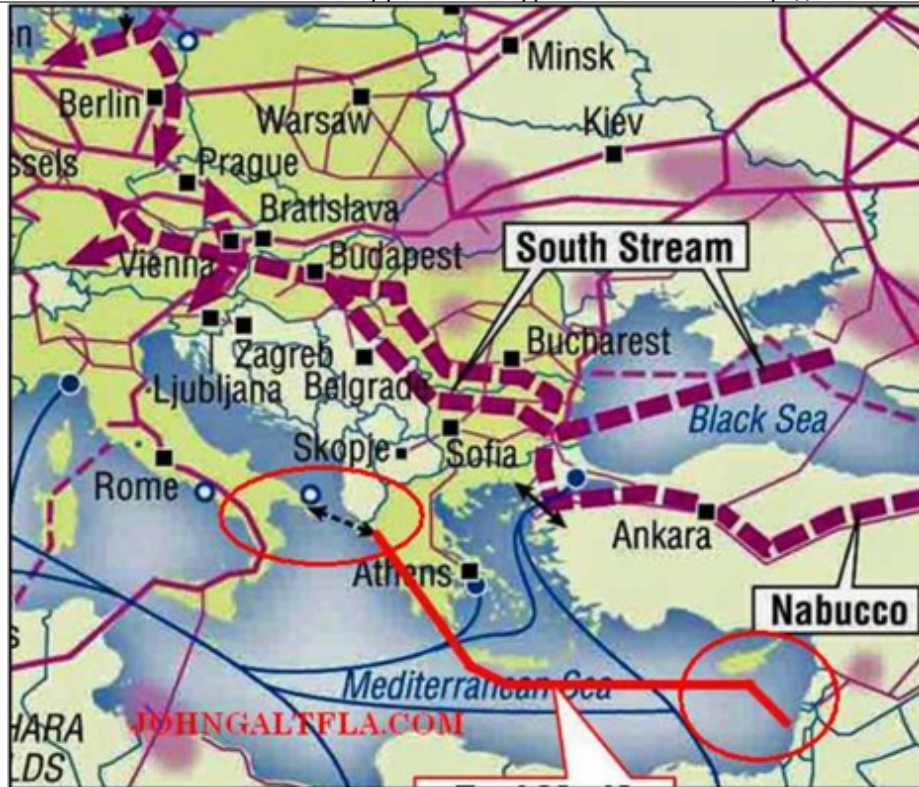 Minsk
Berlin
Warsaw
Kiev
ssels
Prague
Bratislava
South Stream
Vienna
Budapest
Zagreb
Bucharest
Ljubljana
Belgrade
Black Sea
Skopje
Sofia
Rome
Ankara
Athens
Nabucco
Mediterranean Sea
JOHNGALTFLA.COM
HARA
LDS